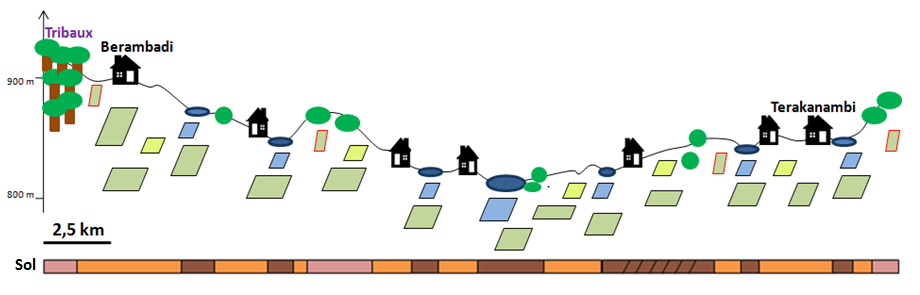 Tribaux
Berambadi
900 m
Terakanambi
800 m
2,5 km
Sol